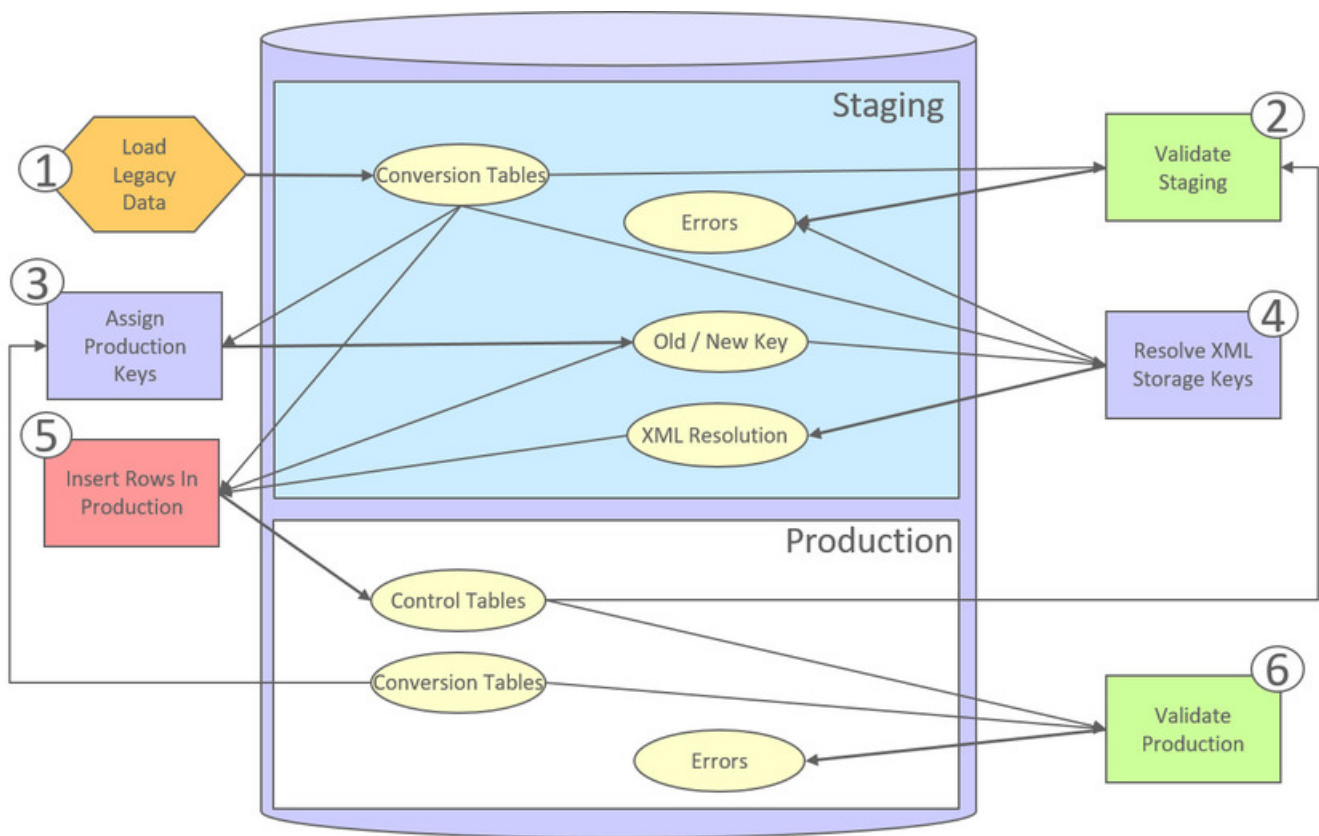 Staging
1
Load
Legacy
Data
Conversion Tables
2
Validate
Staging
Errors
3
Assign
Production
Keys
Old / New Key
4
Resolve XML
Storage Keys
XML Resolution
5
Insert Rows In
Production
Production
Control Tables
Conversion Tables
6
Validate
Production
Errors